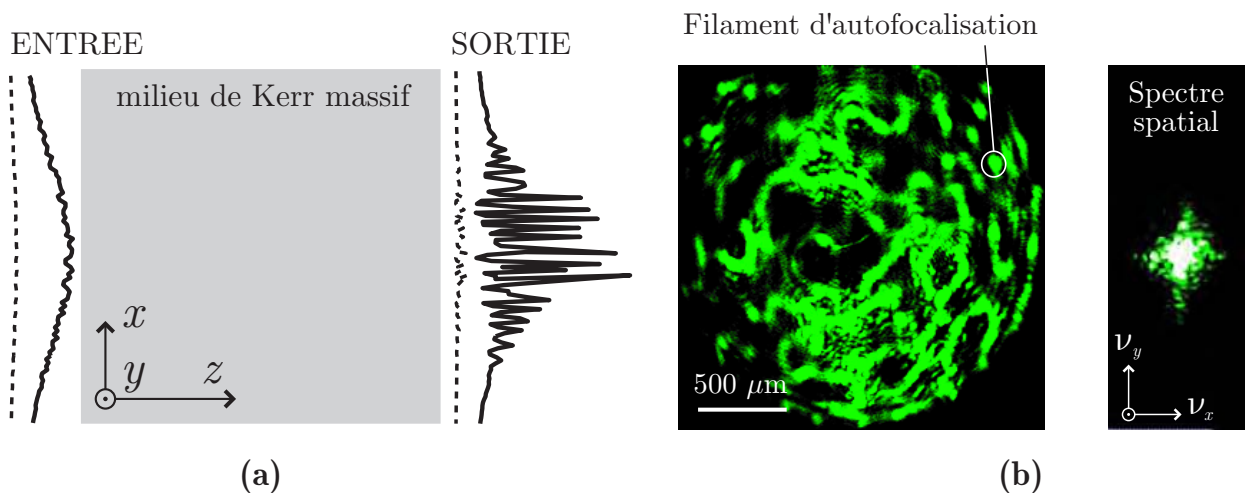 ENTREE
SORTIE
milieu de Kerr massif
x
y
z
(a)
Filament d'autofocalisation
500 μm
Spectre
spatial
ν_y
ν_x
(b)